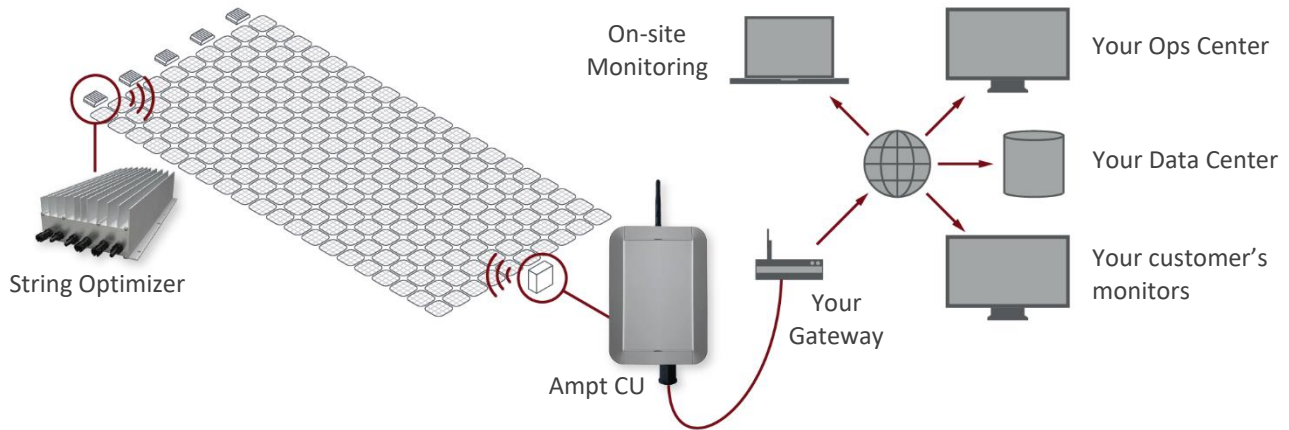 On-site
Monitoring
Your Ops Center
Your Data Center
String Optimizer
Your customer’s
monitors
Your
Gateway
Ampt CU